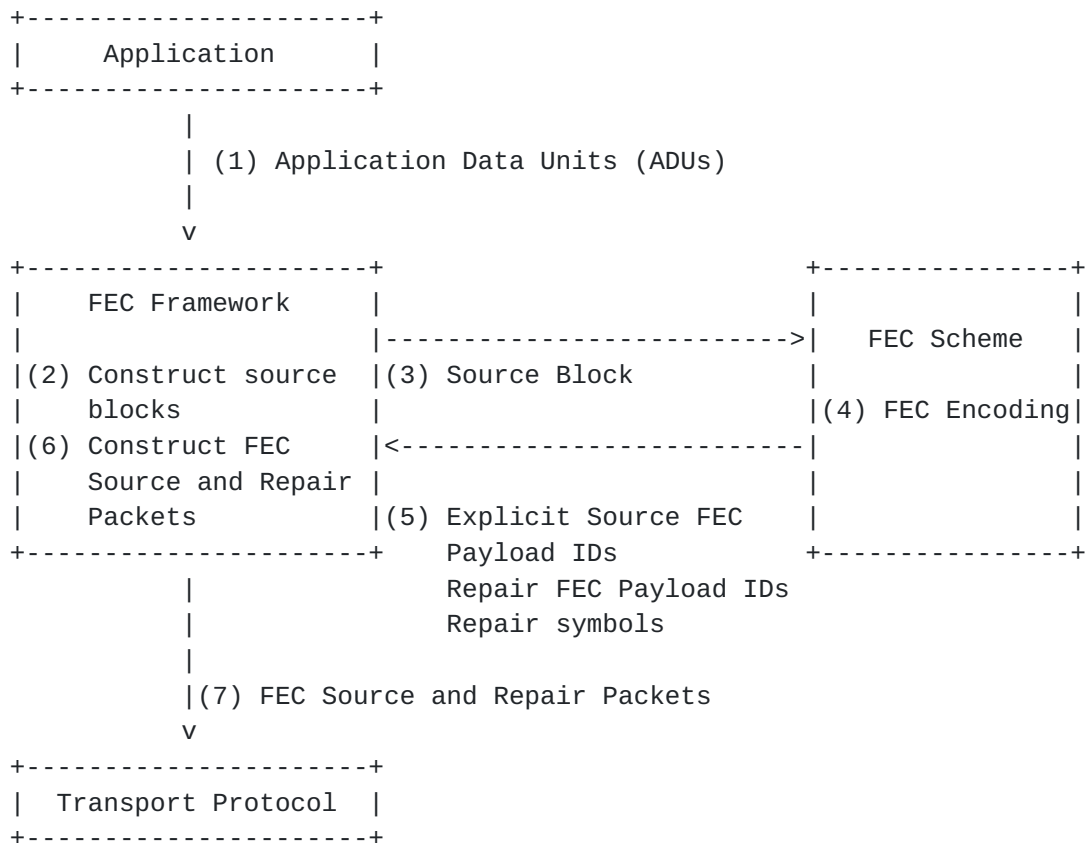 +----------------------+
|     Application      |
+----------------------+
           |
           | (1) Application Data Units (ADUs)
           |
           v
+----------------------+                           +----------------+
|    FEC Framework     |                           |                |
|                      |-------------------------->|   FEC Scheme   |
|(2) Construct source  |(3) Source Block           |                |
|    blocks            |                           |(4) FEC Encoding|
|(6) Construct FEC     |<--------------------------|                |
|    Source and Repair |                           |                |
|    Packets           |(5) Explicit Source FEC    |                |
+----------------------+    Payload IDs            +----------------+
           |                Repair FEC Payload IDs
           |                Repair symbols
           |
           |(7) FEC Source and Repair Packets
           v
+----------------------+
|  Transport Protocol  |
+----------------------+